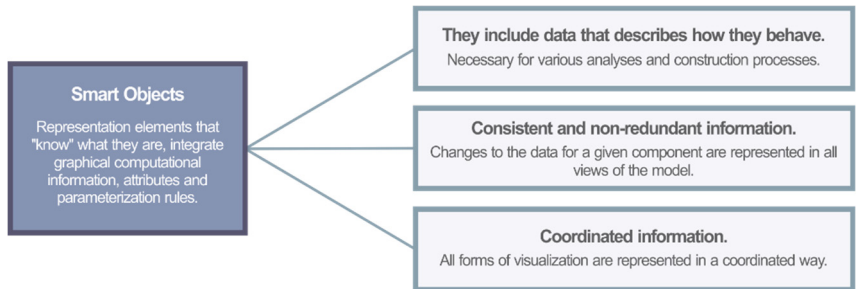 Smart Objects
Representation elements that
"know" what they are, integrate
graphical computational
information, attributes and
parameterization rules.
They include data that describes how they behave.
Necessary for various analyses and construction processes.
Consistent and non-redundant information.
Changes to the data for a given component are represented in all
views of the model.
Coordinated information.
All forms of visualization are represented in a coordinated way.